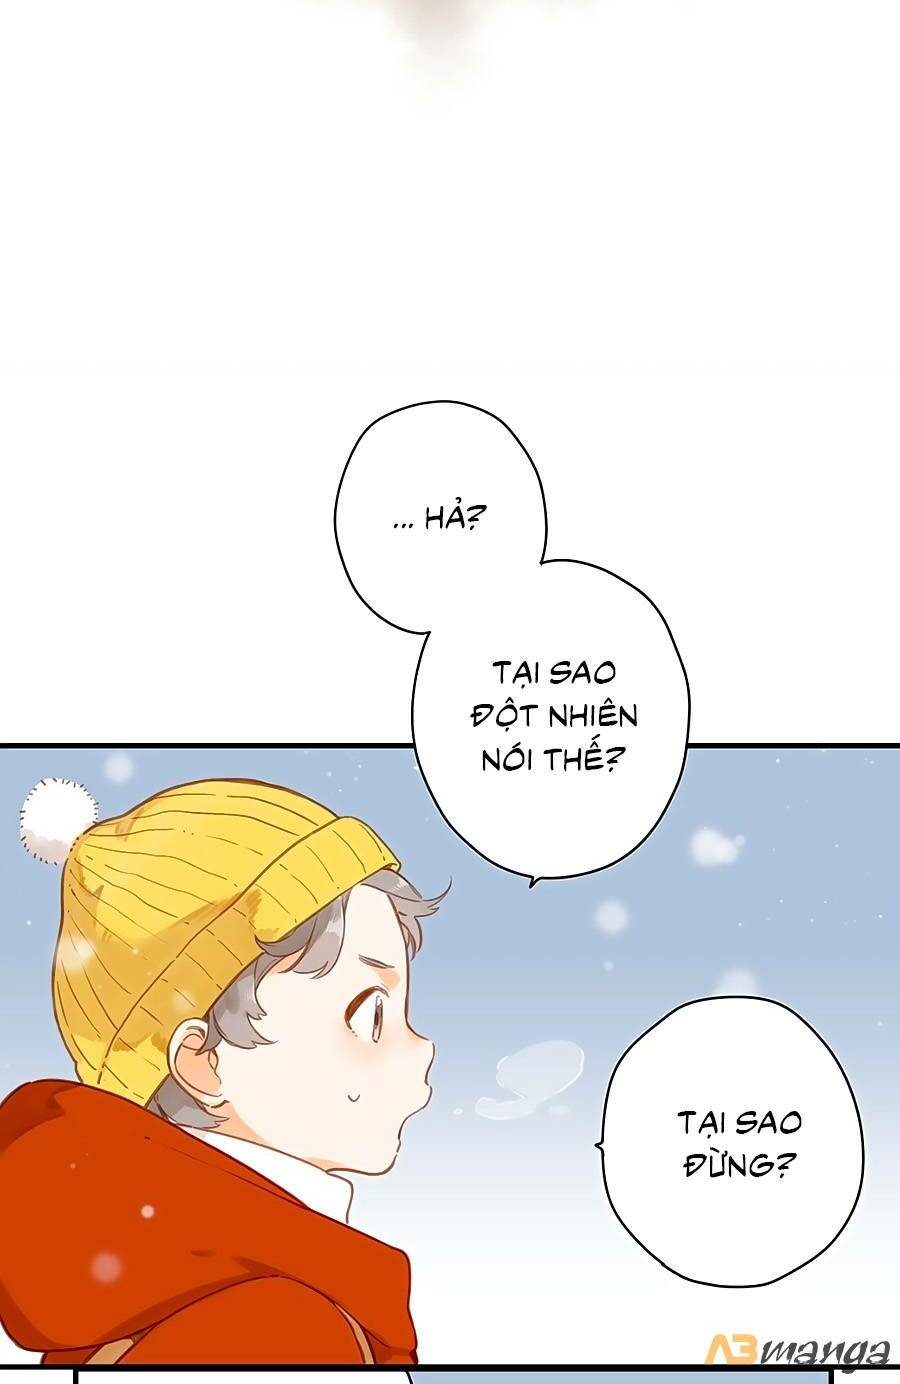 ... HẢ?
TẠI SAO
ĐỘT NHIÊN
NÓI THẾ?
TẠI SAO
ĐỪNG?
A3manga